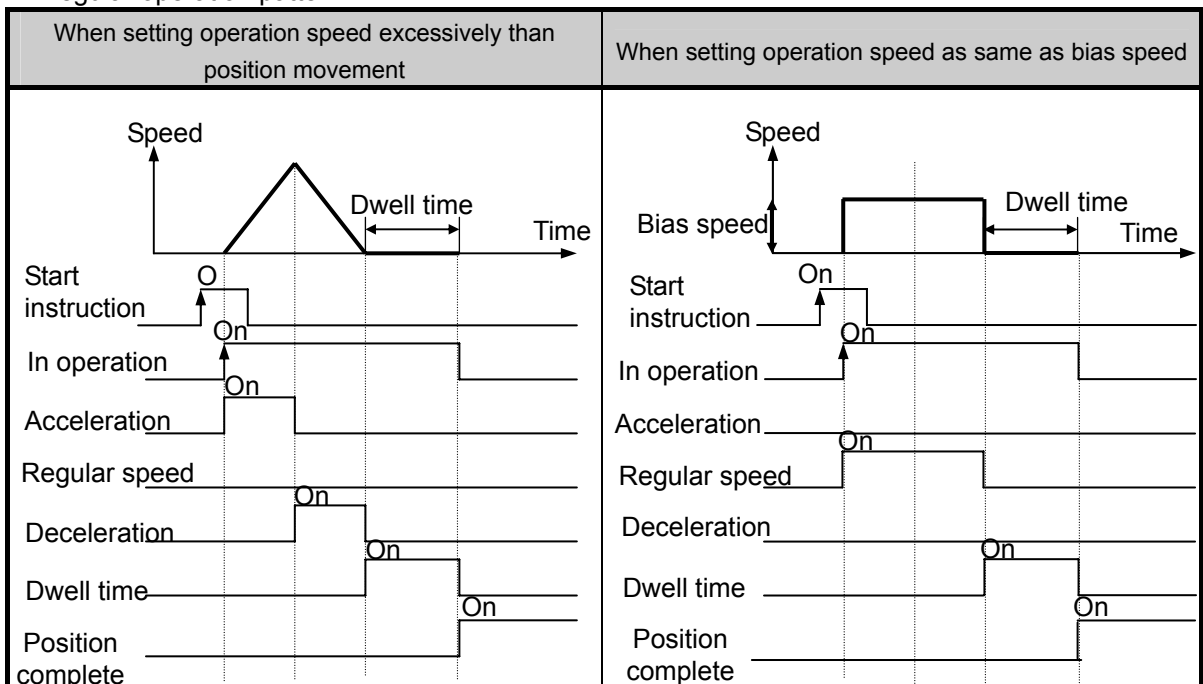 When setting operation speed excessively than
position movement
When setting operation speed as same as bias speed
Speed
Dwell time
Time
Start
instruction
O
On
In operation
On
Acceleration
Regular speed
On
Deceleration
On
Dwell time
On
Position
complete
Speed
Bias speed
Dwell time
Time
On
Start
instruction
On
In operation
Acceleration
On
Regular speed
Deceleration
On
Dwell time
On
Position
complete